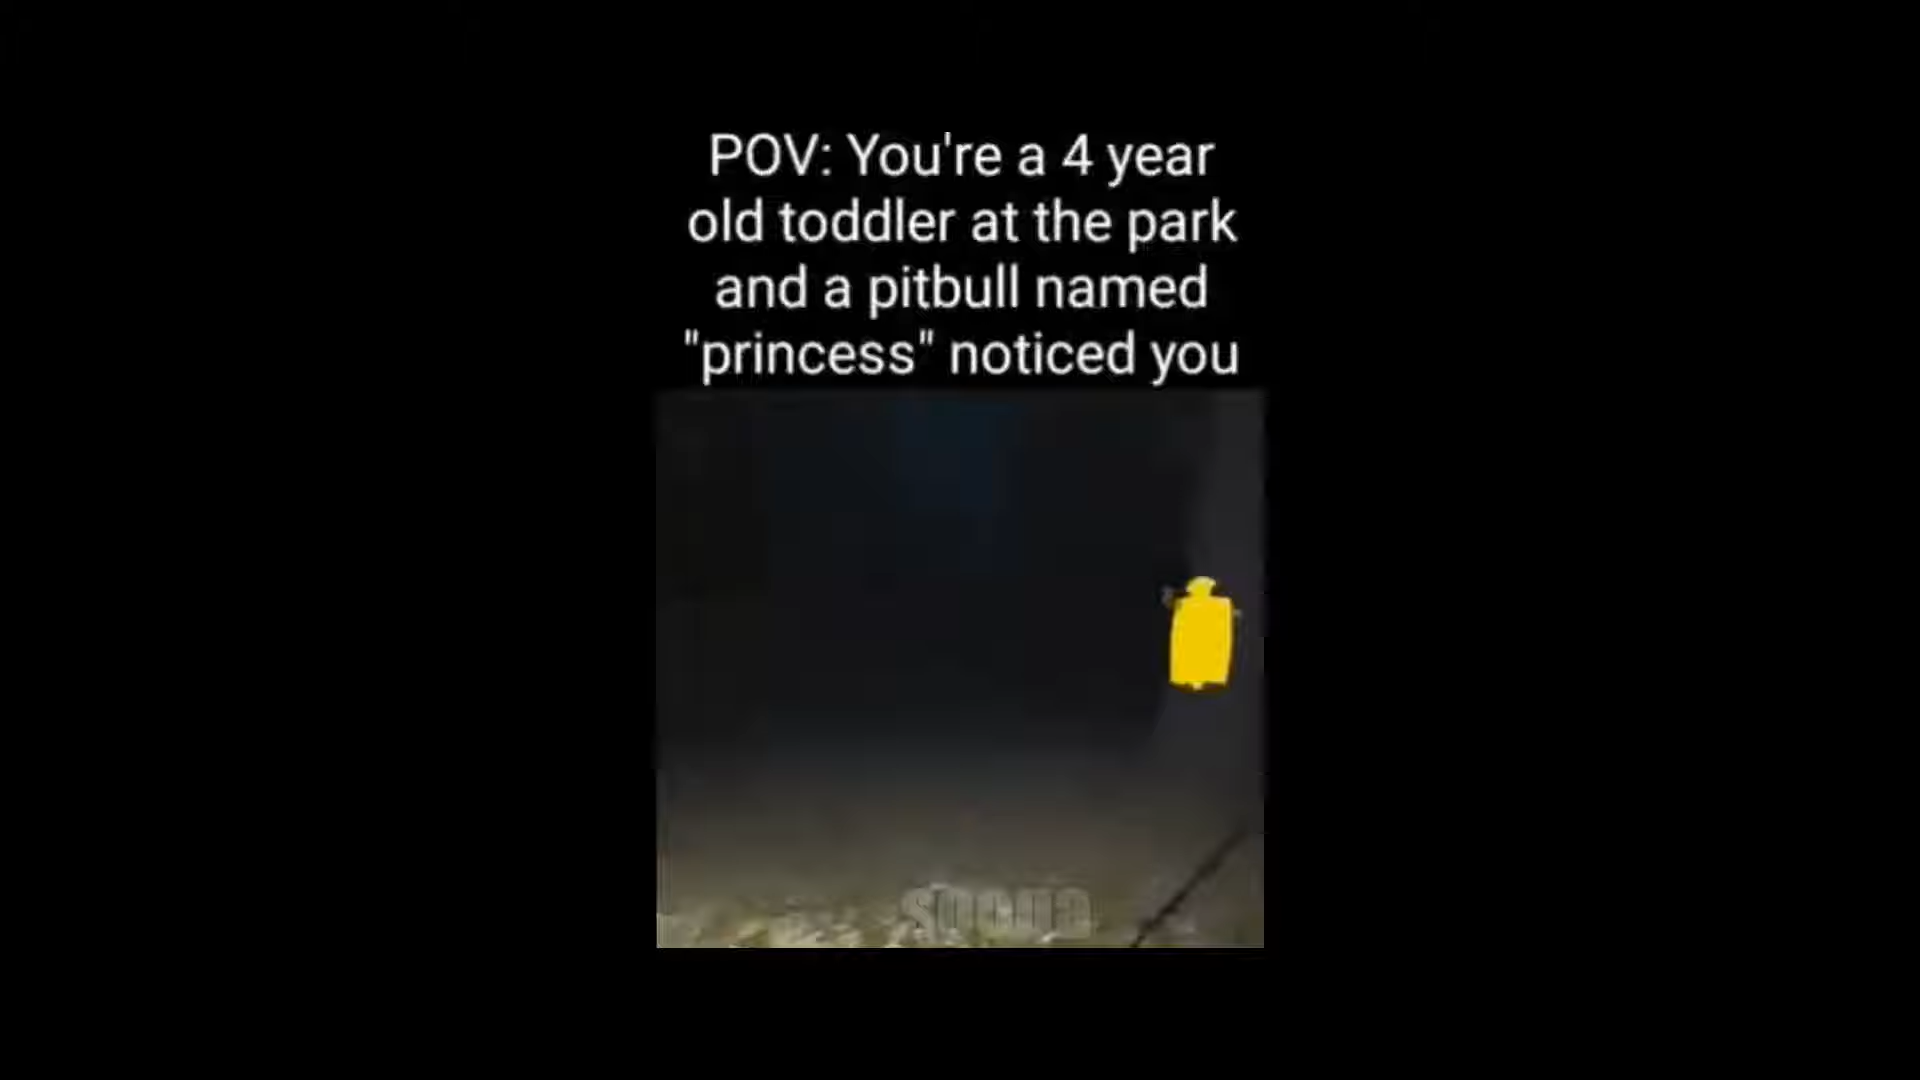 POV: You're a 4 year
old toddler at the park
and a pitbull named
"princess" noticed you